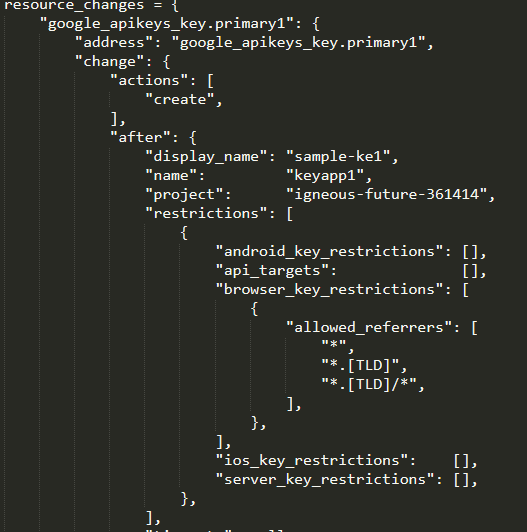 resource_changes = {
    "google_apikeys_key.primary1": {
        "address": "google_apikeys_key.primary1",
        "change": {
            "actions": [
                "create",
            ],
            "after": {
                "display_name": "sample-ke1",
                "name":         "keyapp1",
                "project":      "igneous-future-361414",
                "restrictions": [
                    {
                        "android_key_restrictions": [],
                        "api_targets":              [],
                        "browser_key_restrictions": [
                            {
                                "allowed_referrers": [
                                    "*",
                                    "*.[TLD]",
                                    "*.[TLD]/*",
                                ],
                            },
                        ],
                        "ios_key_restrictions":    [],
                        "server_key_restrictions": [],
                    },
                ],